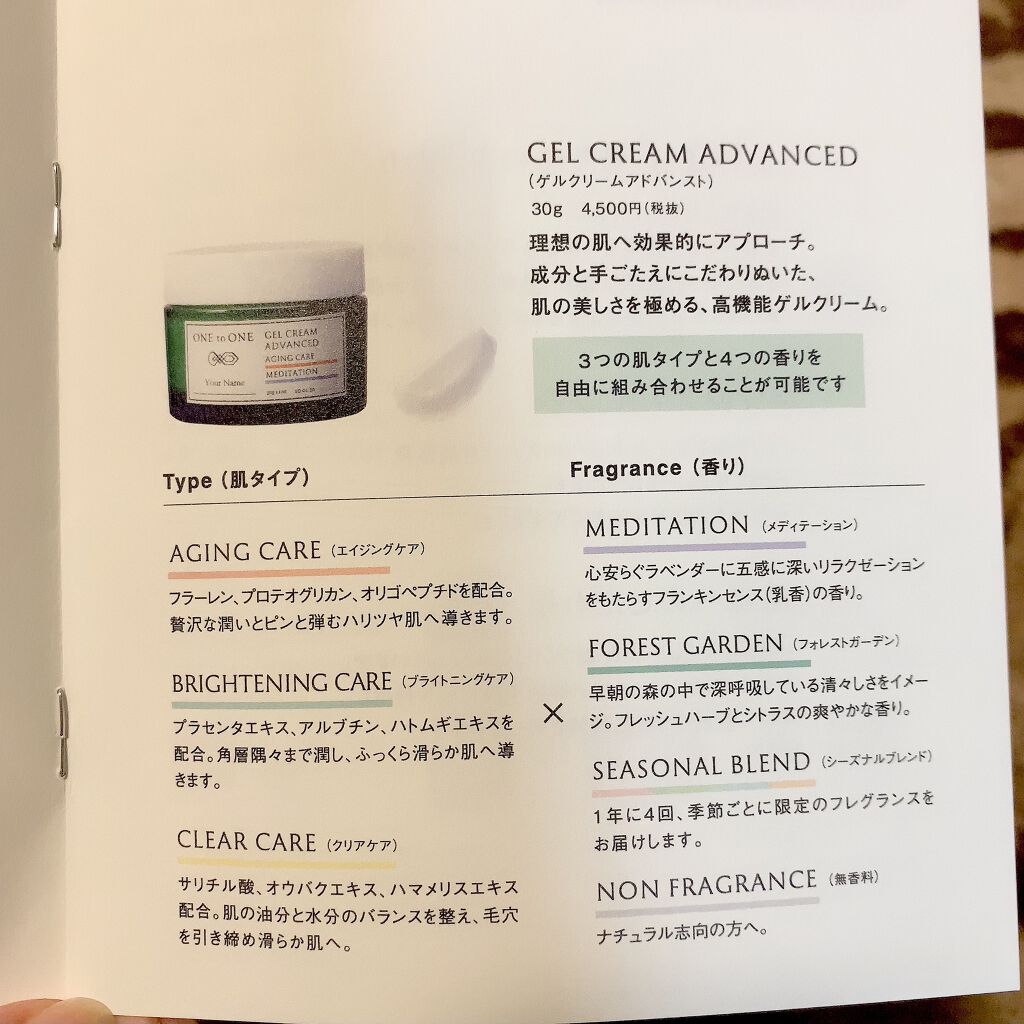 GEL CREAM ADVANCED
（ゲルクリームアドバンスト）
30g 4,500円（税抜）
理想の肌へ効果的にアプローチ。
成分と手ごたえにこだわりぬいた、
肌の美しさを極める、高機能ゲルクリーム。
3つの肌タイプと4つの香りを
自由に組み合わせることが可能です
ONE to ONE
Your Name
GEL CREAM
ADVANCED
AGING CARE
MEDITATION
Type（肌タイプ）
AGING CARE（エイジングケア）
フラーレン、プロテオグリカン、オリゴペプチドを配合。
贅沢な潤いとピンと弾むハリツヤ肌へ導きます。
BRIGHTENING CARE（ブライトニングケア）
プラセンタエキス、アルブチン、ハトムギエキスを
配合。角層隅々まで潤し、ふっくら滑らか肌へ導
きます。
CLEAR CARE（クリアケア）
サリチル酸、オウバクエキス、ハマメリスエキス
配合。肌の油分と水分のバランスを整え、毛穴
を引き締め滑らか肌へ。
×
Fragrance（香り）
MEDITATION（メディテーション）
心安らぐラベンダーに五感に深いリラクゼーション
をもたらすフランキンセンス（乳香）の香り。
FOREST GARDEN（フォレストガーデン）
早朝の森の中で深呼吸している清々しさをイメー
ジ。フレッシュハーブとシトラスの爽やかな香り。
SEASONAL BLEND（シーズナルブレンド）
1年に4回、季節ごとに限定のフレグランスを
お届けします。
NON FRAGRANCE（無香料）
ナチュラル志向の方へ。